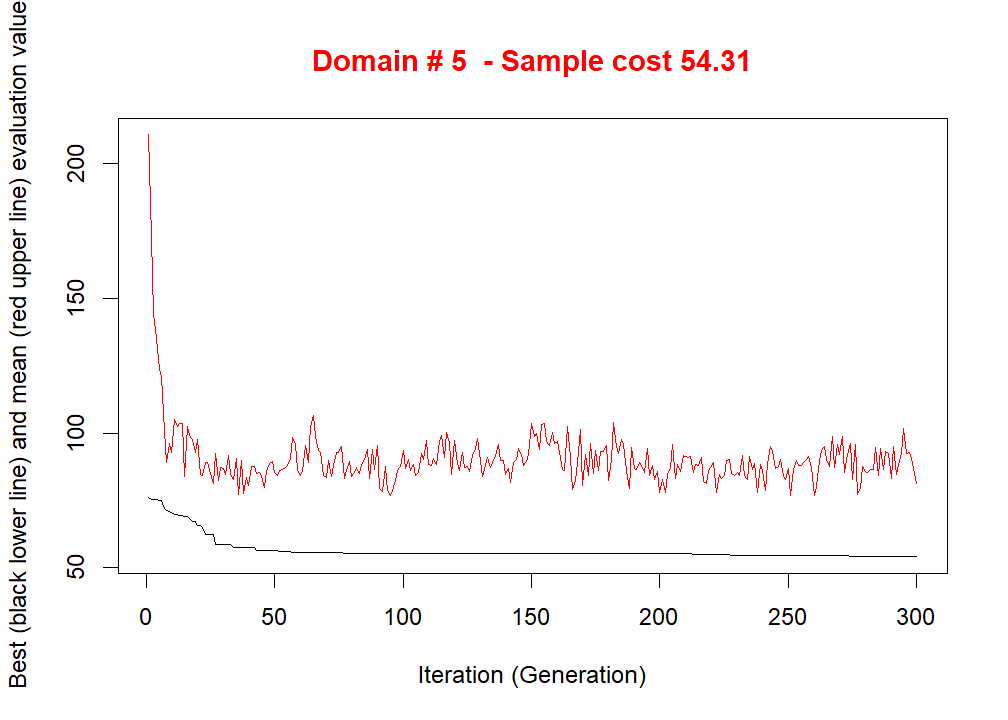 Domain # 5  - Sample cost 54.31
Best (black lower line) and mean (red upper line) evaluation value
200
150
100
50
0 50 100 150 200 250 300
Iteration (Generation)